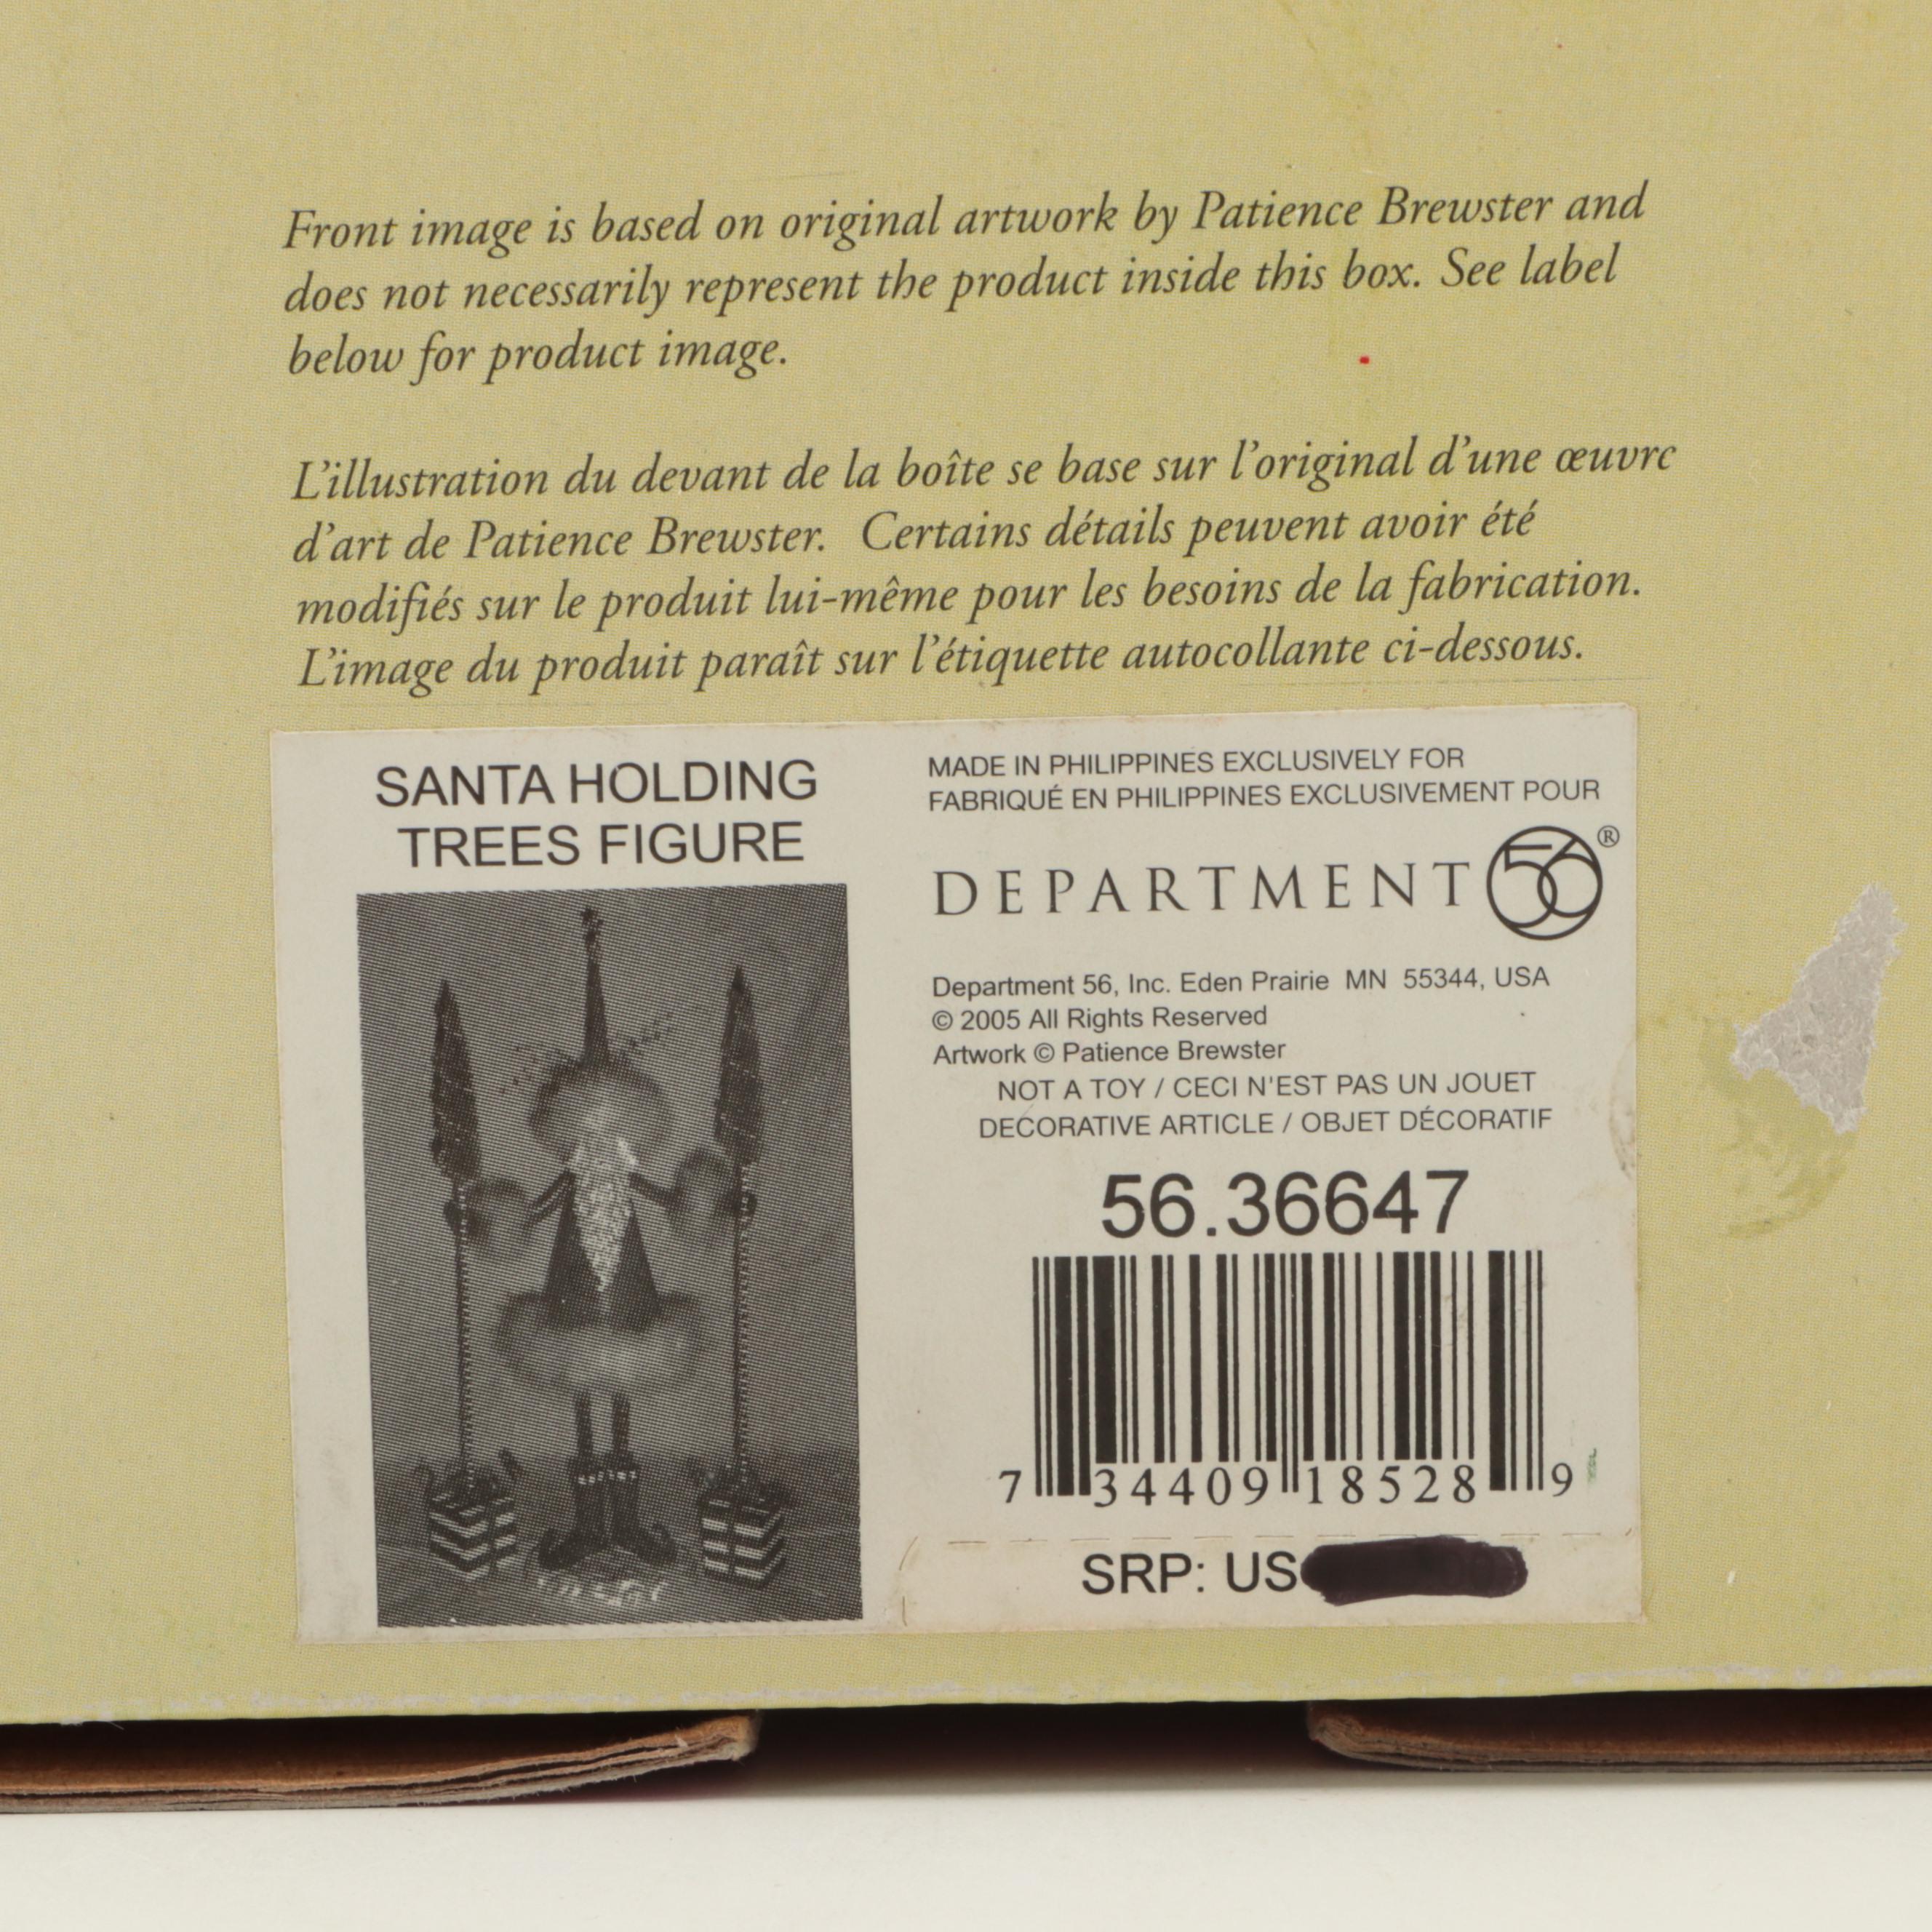 Front image is based on original artwork by Patience Brewster and
does not necessarily represent the product inside this box. See label
below for product image.
L'illustration du devant de la boîte se base sur l'original d'une œuvre
d'art de Patience Brewster. Certains détails peuvent avoir été
modifiés sur le produit lui-même pour les besoins de la fabrication.
L'image du produit paraît sur l'étiquette autocollante ci-dessous.
SANTA HOLDING
TREES FIGURE
MADE IN PHILIPPINES EXCLUSIVELY FOR
FABRIQUÉ EN PHILIPPINES EXCLUSIVEMENT POUR
DEPARTMENT 56®
Department 56, Inc. Eden Prairie MN 55344, USA
© 2005 All Rights Reserved
Artwork © Patience Brewster
NOT A TOY / CECI N'EST PAS UN JOUET
DECORATIVE ARTICLE / OBJET DÉCORATIF
56.36647
7 34409 18528 9
SRP: US